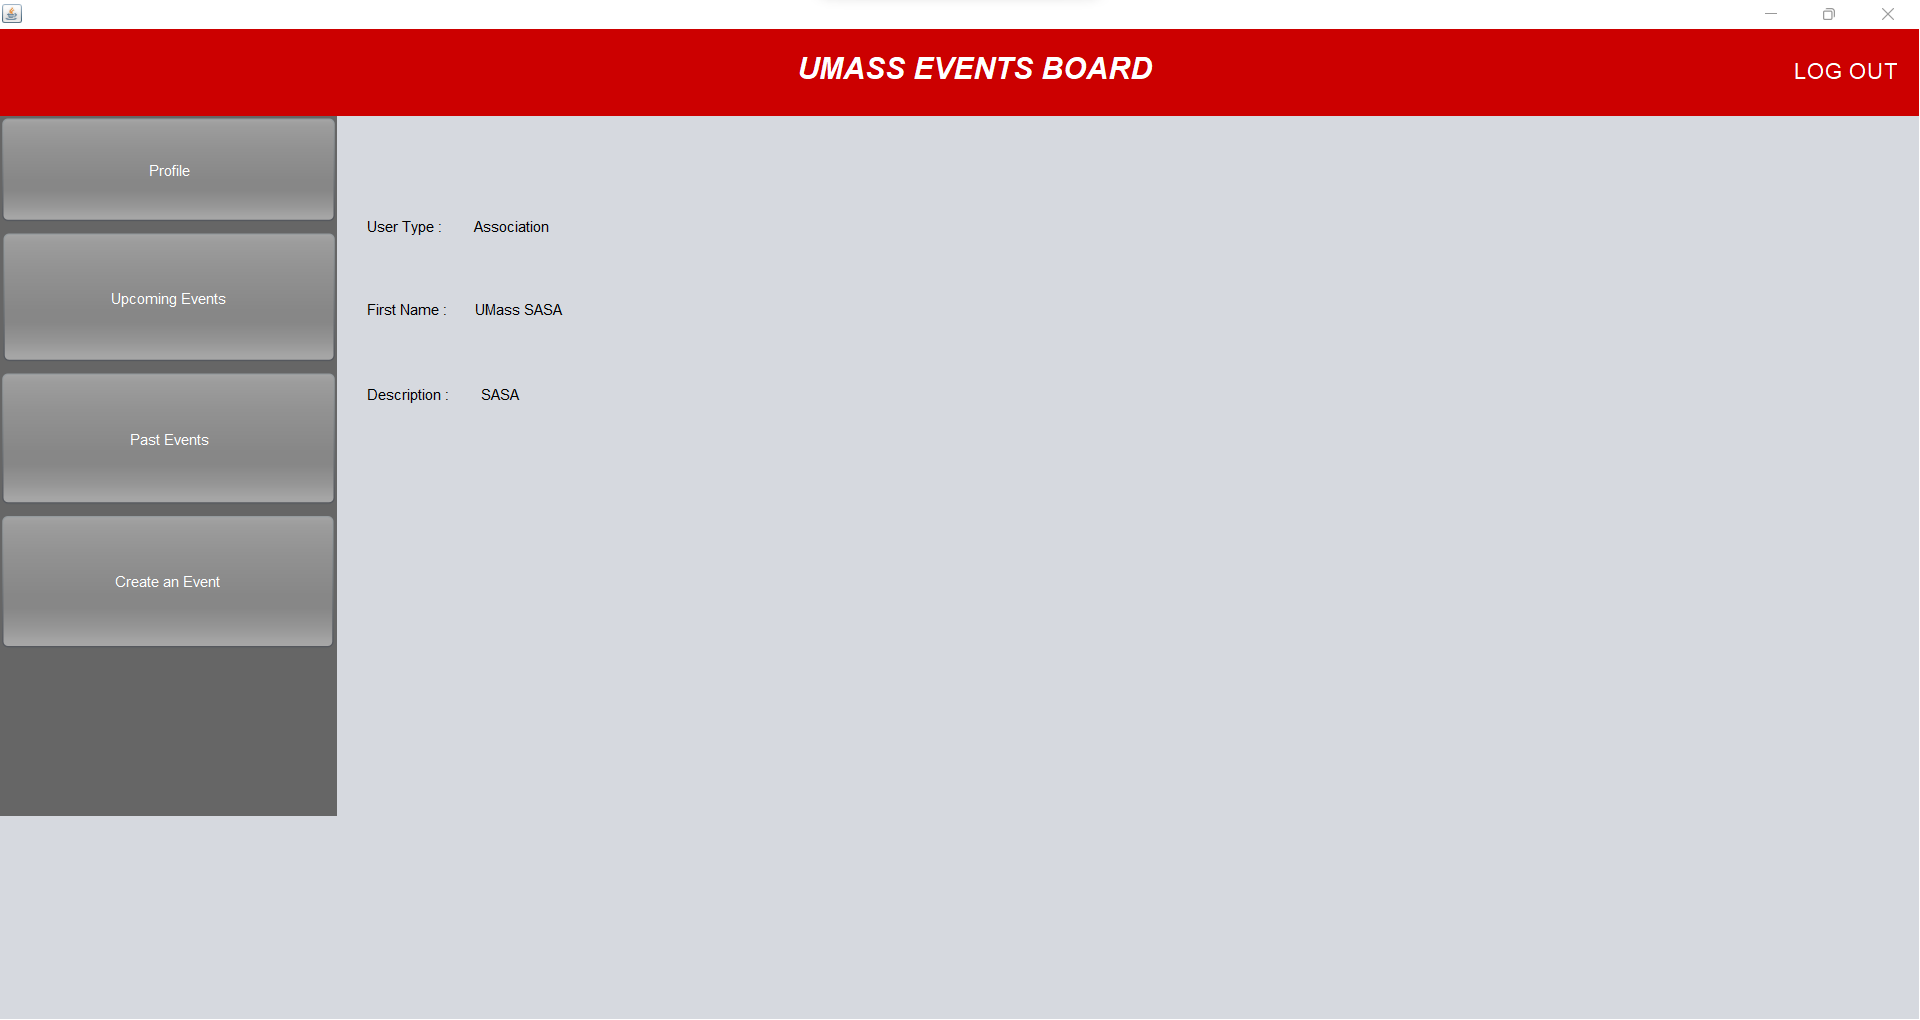 UMASS EVENTS BOARD
LOG OUT
Profile
Upcoming Events
Past Events
Create an Event
User Type : Association
First Name : UMass SASA
Description : SASA